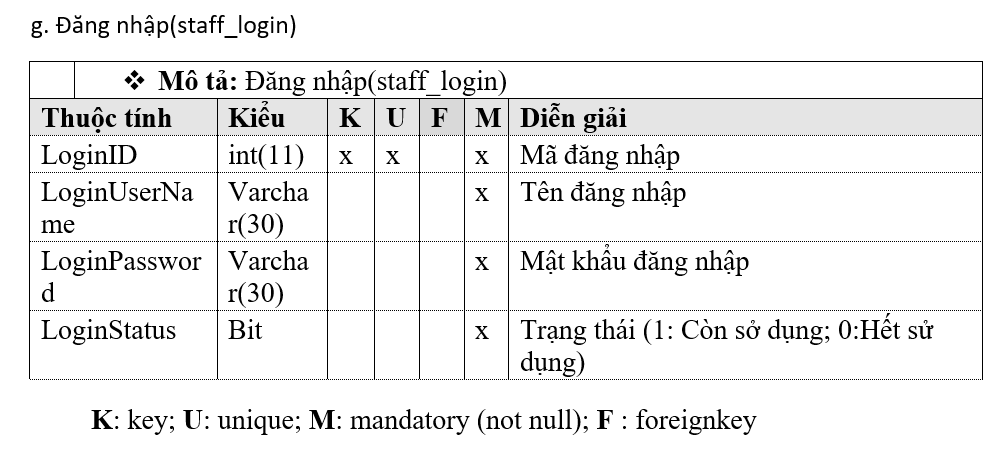 g. Đăng nhập(staff_login)
❖ Mô tả: Đăng nhập(staff_login)
Thuộc tính Kiểu K U F M Diễn giải
LoginID int(11) x x x Mã đăng nhập
LoginUserNa Varcha x Tên đăng nhập
me r(30)
LoginPasswor Varcha x Mật khẩu đăng nhập
d r(30)
LoginStatus Bit x Trạng thái (1: Còn sở dụng; 0:Hết sử
dụng)
K: key; U: unique; M: mandatory (not null); F : foreignkey